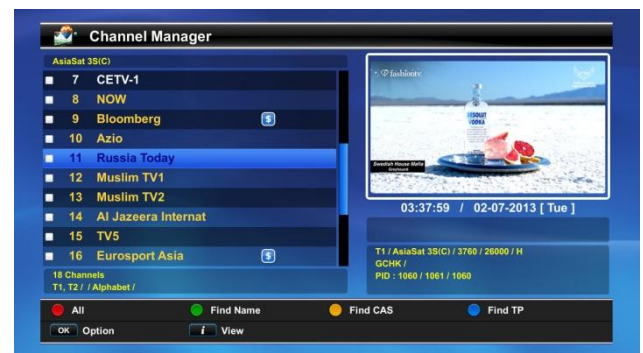 Channel Manager
AsiaSat 3S(C)
7 CETV-1
8 NOW
9 Bloomberg $
10 Azio
11 Russia Today
12 Muslim TV1
13 Muslim TV2
14 Al Jazeera Internat
15 TV5
16 Eurosport Asia $
18 Channels
T1, T2 / / Alphabet /
fashiontv
ABSOLUT
VODKA
Swedish House Mafia
Greyhound
03:37:59 / 02-07-2013 [ Tue ]
T1 / AsiaSat 3S(C) / 3760 / 26000 / H
GCHK /
PID : 1060 / 1061 / 1060
All
Find Name
Find CAS
Find TP
OK Option
i View